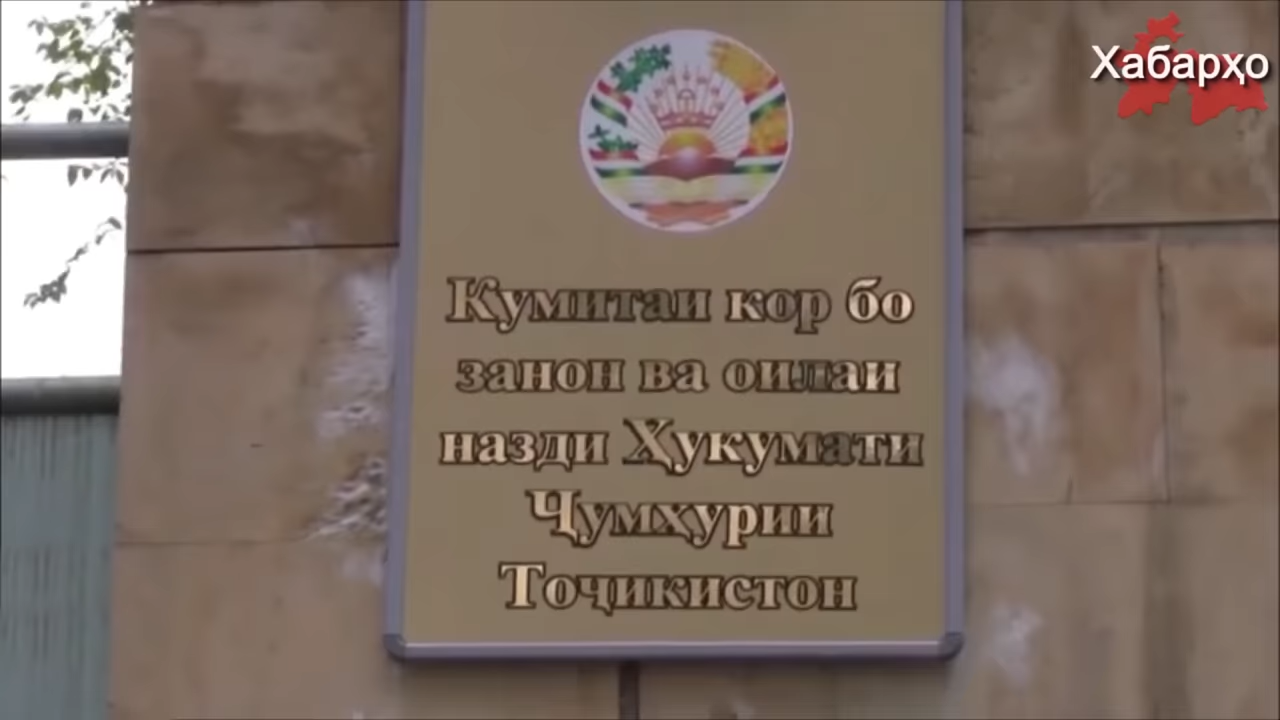 Хабарҳо
Кумитаи кор бо
занон ва оилаи
назди Ҳукумати
Ҷумҳурии
Тоҷикистон